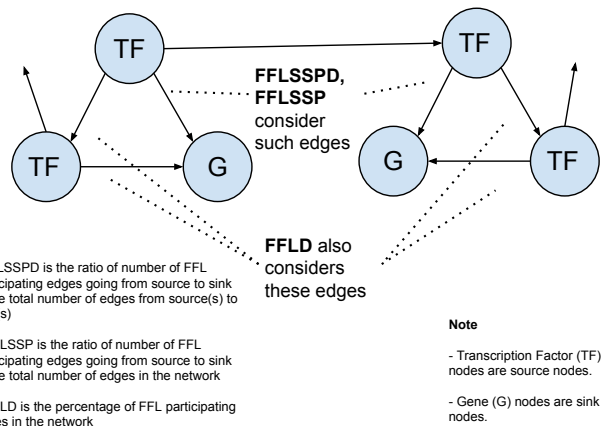 TF
TF
FFLSSPD,
FFLSSP
consider
such edges
TF
G
G
TF
FFLD also
considers
these edges
LSSPD is the ratio of number of FFL
cipating edges going from source to sink
e total number of edges from source(s) to
s)
LSSP is the ratio of number of FFL
cipating edges going from source to sink
e total number of edges in the network
LD is the percentage of FFL participating
es in the network
Note
- Transcription Factor (TF)
nodes are source nodes.
- Gene (G) nodes are sink
nodes.